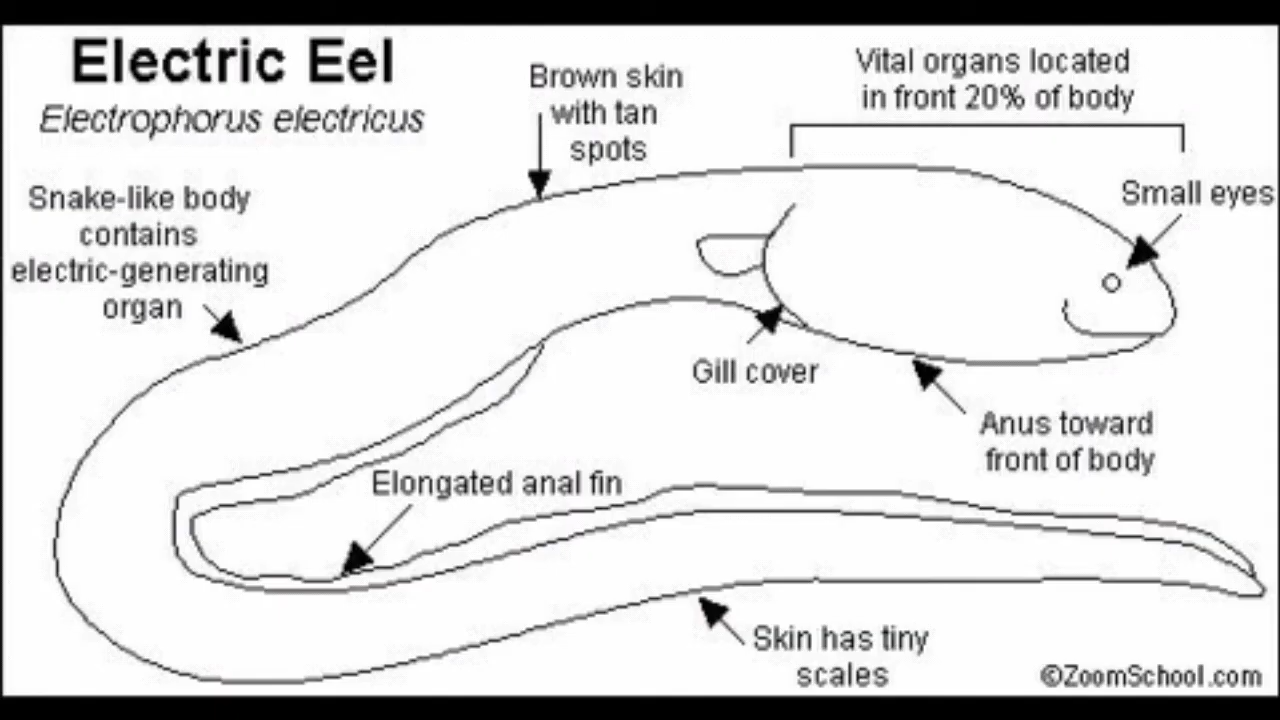 Electric Eel
Electrophorus electricus
Brown skin
with tan
spots
Vital organs located
in front 20% of body
Small eyes
Snake-like body
contains
electric-generating
organ
Gill cover
Anus toward
front of body
Elongated anal fin
Skin has tiny
scales
©ZoomSchool.com